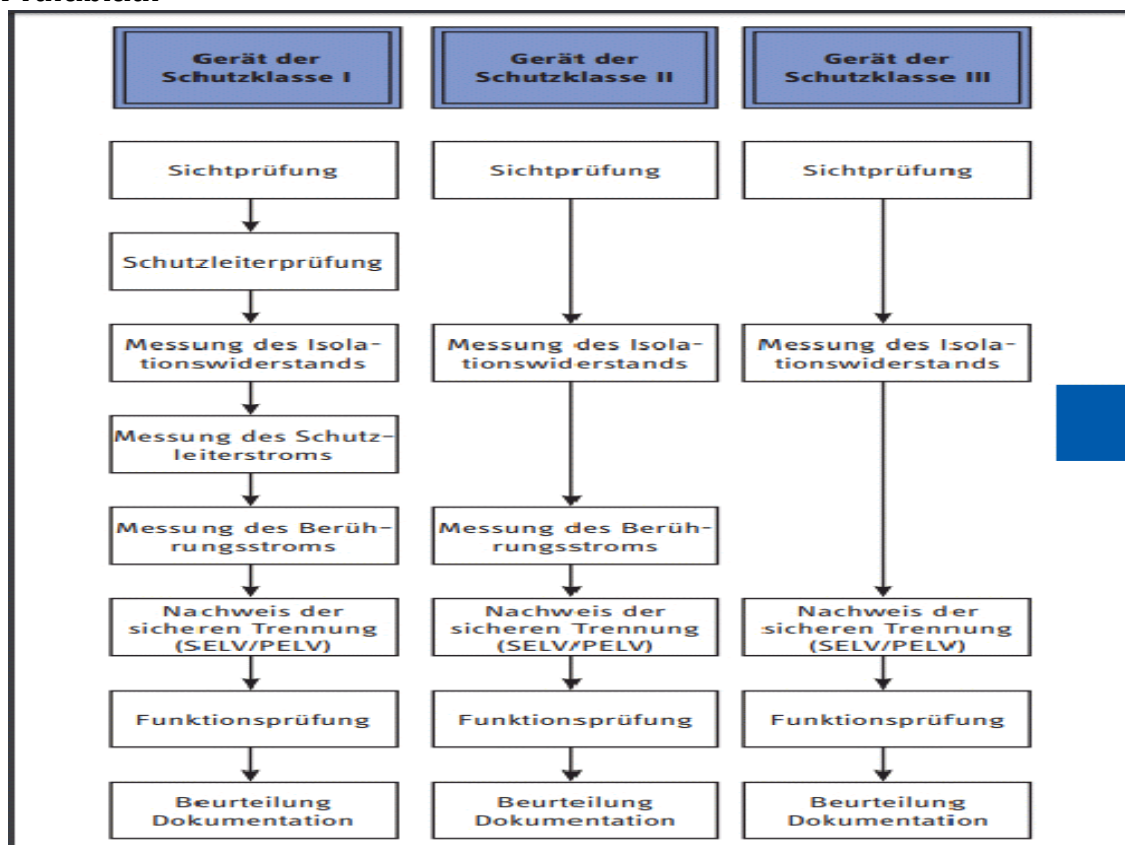 Gerät der
Schutzklasse I
Gerät der
Schutzklasse II
Gerät der
Schutzklasse III
Sichtprüfung
Sichtprüfung
Sichtprüfung
Schutzleiterprüfung
Messung des Isola-
tionswiderstands
Messung des Isola-
tionswiderstands
Messung des Isola-
tionswiderstands
Messung des Schutz-
leiterstroms
Messung des Berüh-
rungsstroms
Messung des Berüh-
rungsstroms
Nachweis der
sicheren Trennung
(SELV/PELV)
Nachweis der
sicheren Trennung
(SELV/PELV)
Nachweis der
sicheren Trennung
(SELV/PELV)
Funktionsprüfung
Funktionsprüfung
Funktionsprüfung
Beurteilung
Dokumentation
Beurteilung
Dokumentation
Beurteilung
Dokumentation